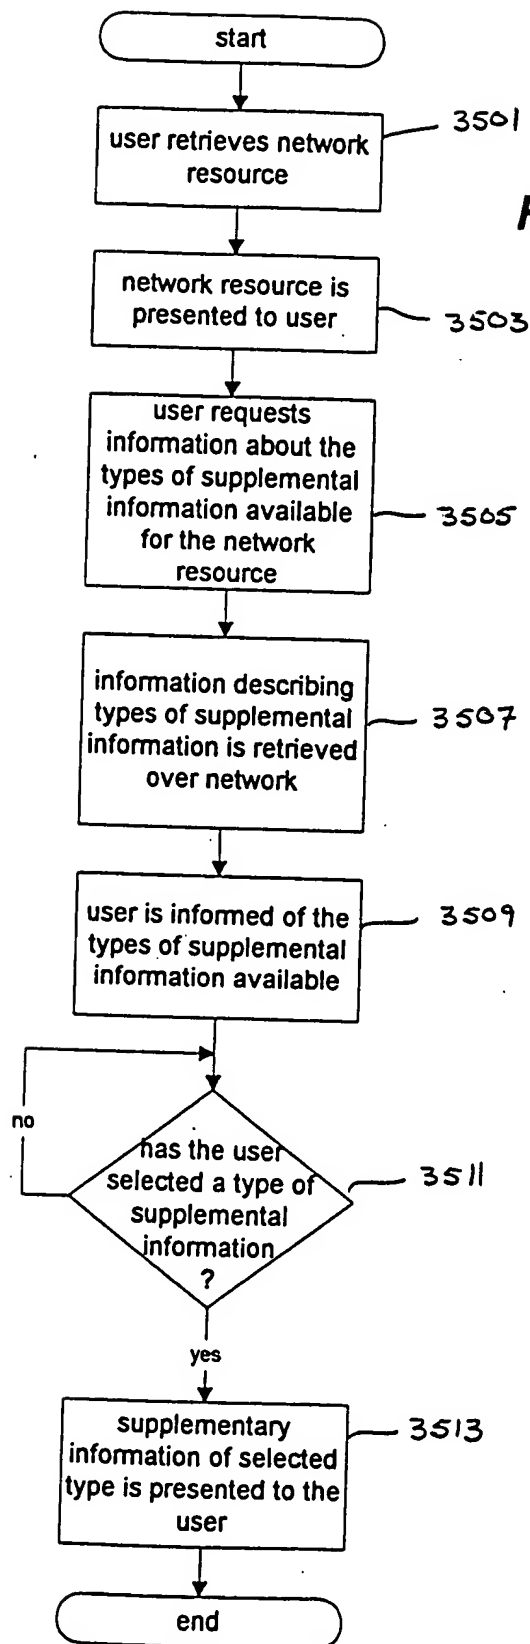 start
user retrieves network
resource
3501
network resource is
presented to user
3503
user requests
information about the
types of supplemental
information available
for the network
resource
3505
information describing
types of supplemental
information is retrieved
over network
3507
user is informed of the
types of supplemental
information available
3509
no
has the user
selected a type of
supplemental
information
?
3511
yes
supplementary
information of selected
type is presented to the
user
3513
end